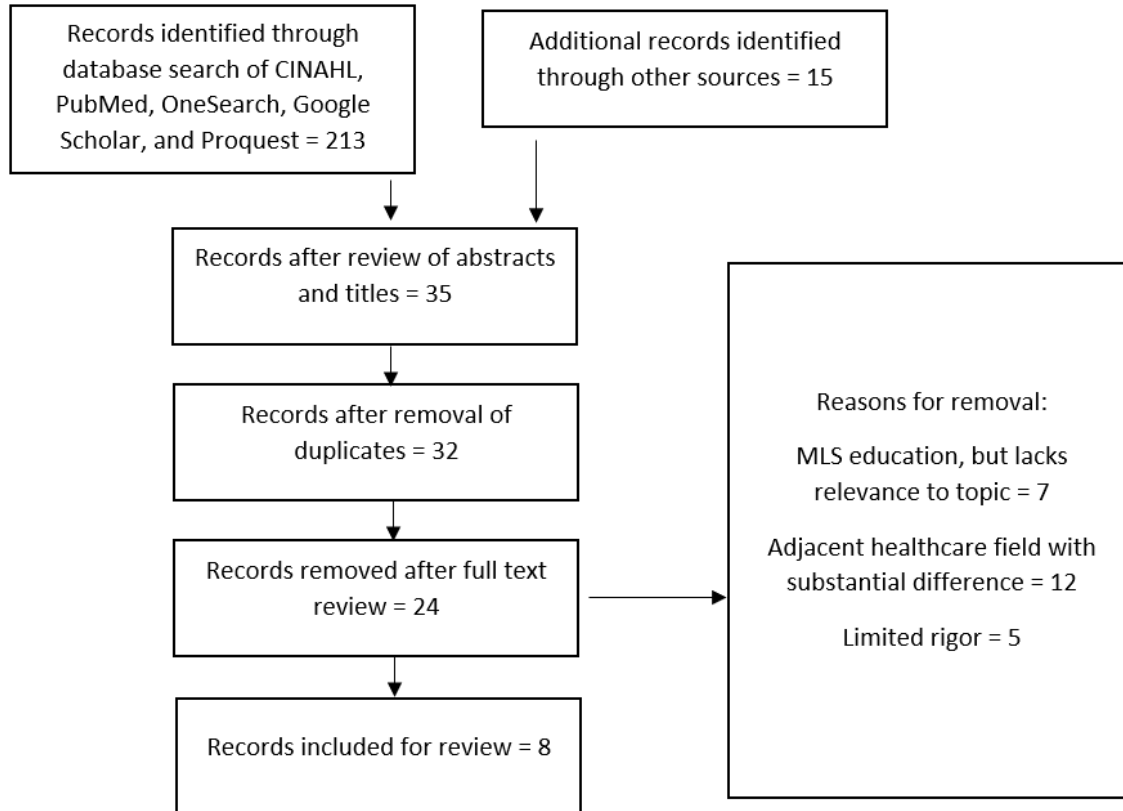 Records identified through
database search of CINAHL,
PubMed, OneSearch, Google
Scholar, and Proquest = 213
Additional records identified
through other sources = 15
Records after review of abstracts
and titles = 35
Records after removal of
duplicates = 32
Records removed after full text
review = 24
Records included for review = 8
Reasons for removal:
MLS education, but lacks
relevance to topic = 7
Adjacent healthcare field with
substantial difference = 12
Limited rigor = 5